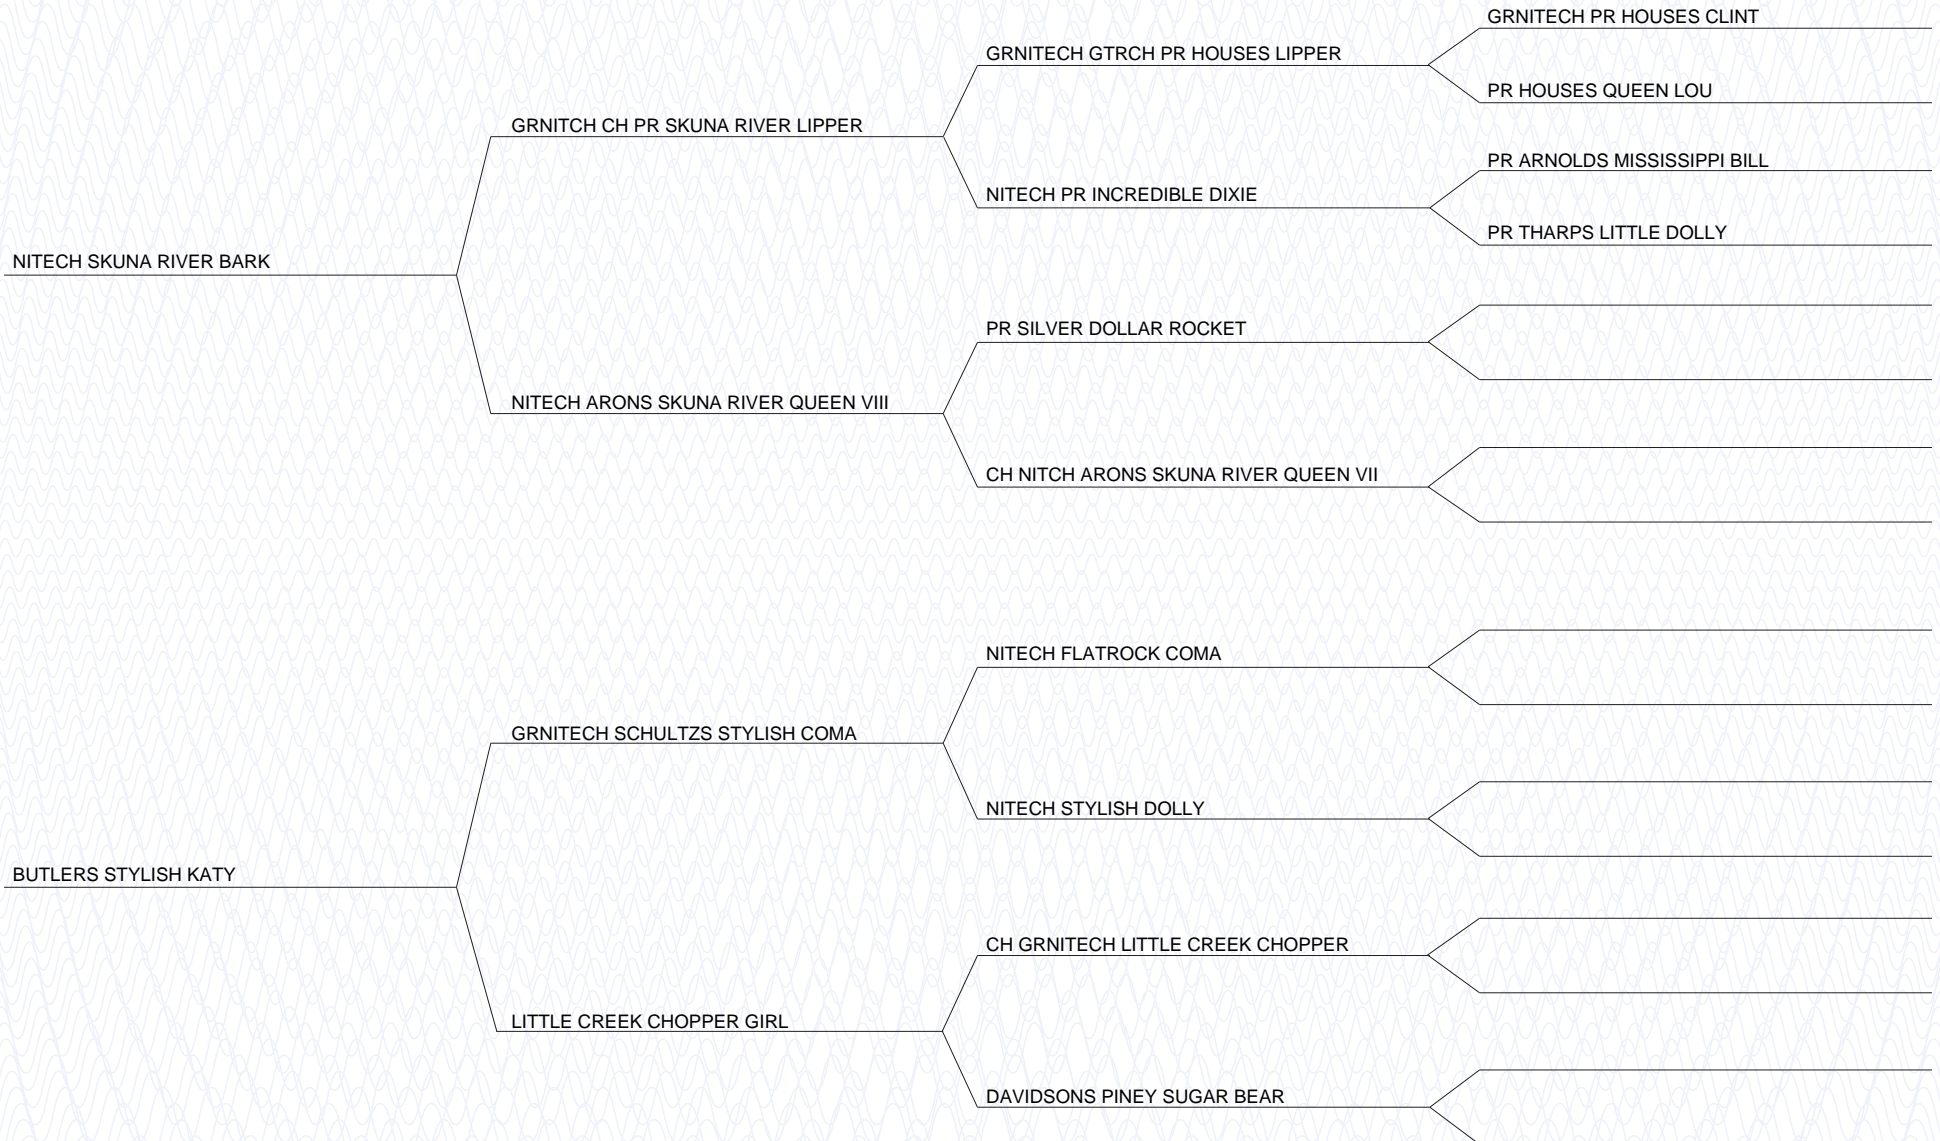 GRNITECH PR HOUSES CLINT
GRNITECH GTRCH PR HOUSES LIPPER
PR HOUSES QUEEN LOU
GRNITCH CH PR SKUNA RIVER LIPPER
PR ARNOLDS MISSISSIPPI BILL
NITECH PR INCREDIBLE DIXIE
PR THARPS LITTLE DOLLY
NITECH SKUNA RIVER BARK
PR SILVER DOLLAR ROCKET
NITECH ARONS SKUNA RIVER QUEEN VIII
CH NITCH ARONS SKUNA RIVER QUEEN VII
NITECH FLATROCK COMA
GRNITECH SCHULTZS STYLISH COMA
NITECH STYLISH DOLLY
BUTLERS STYLISH KATY
CH GRNITECH LITTLE CREEK CHOPPER
LITTLE CREEK CHOPPER GIRL
DAVIDSONS PINEY SUGAR BEAR